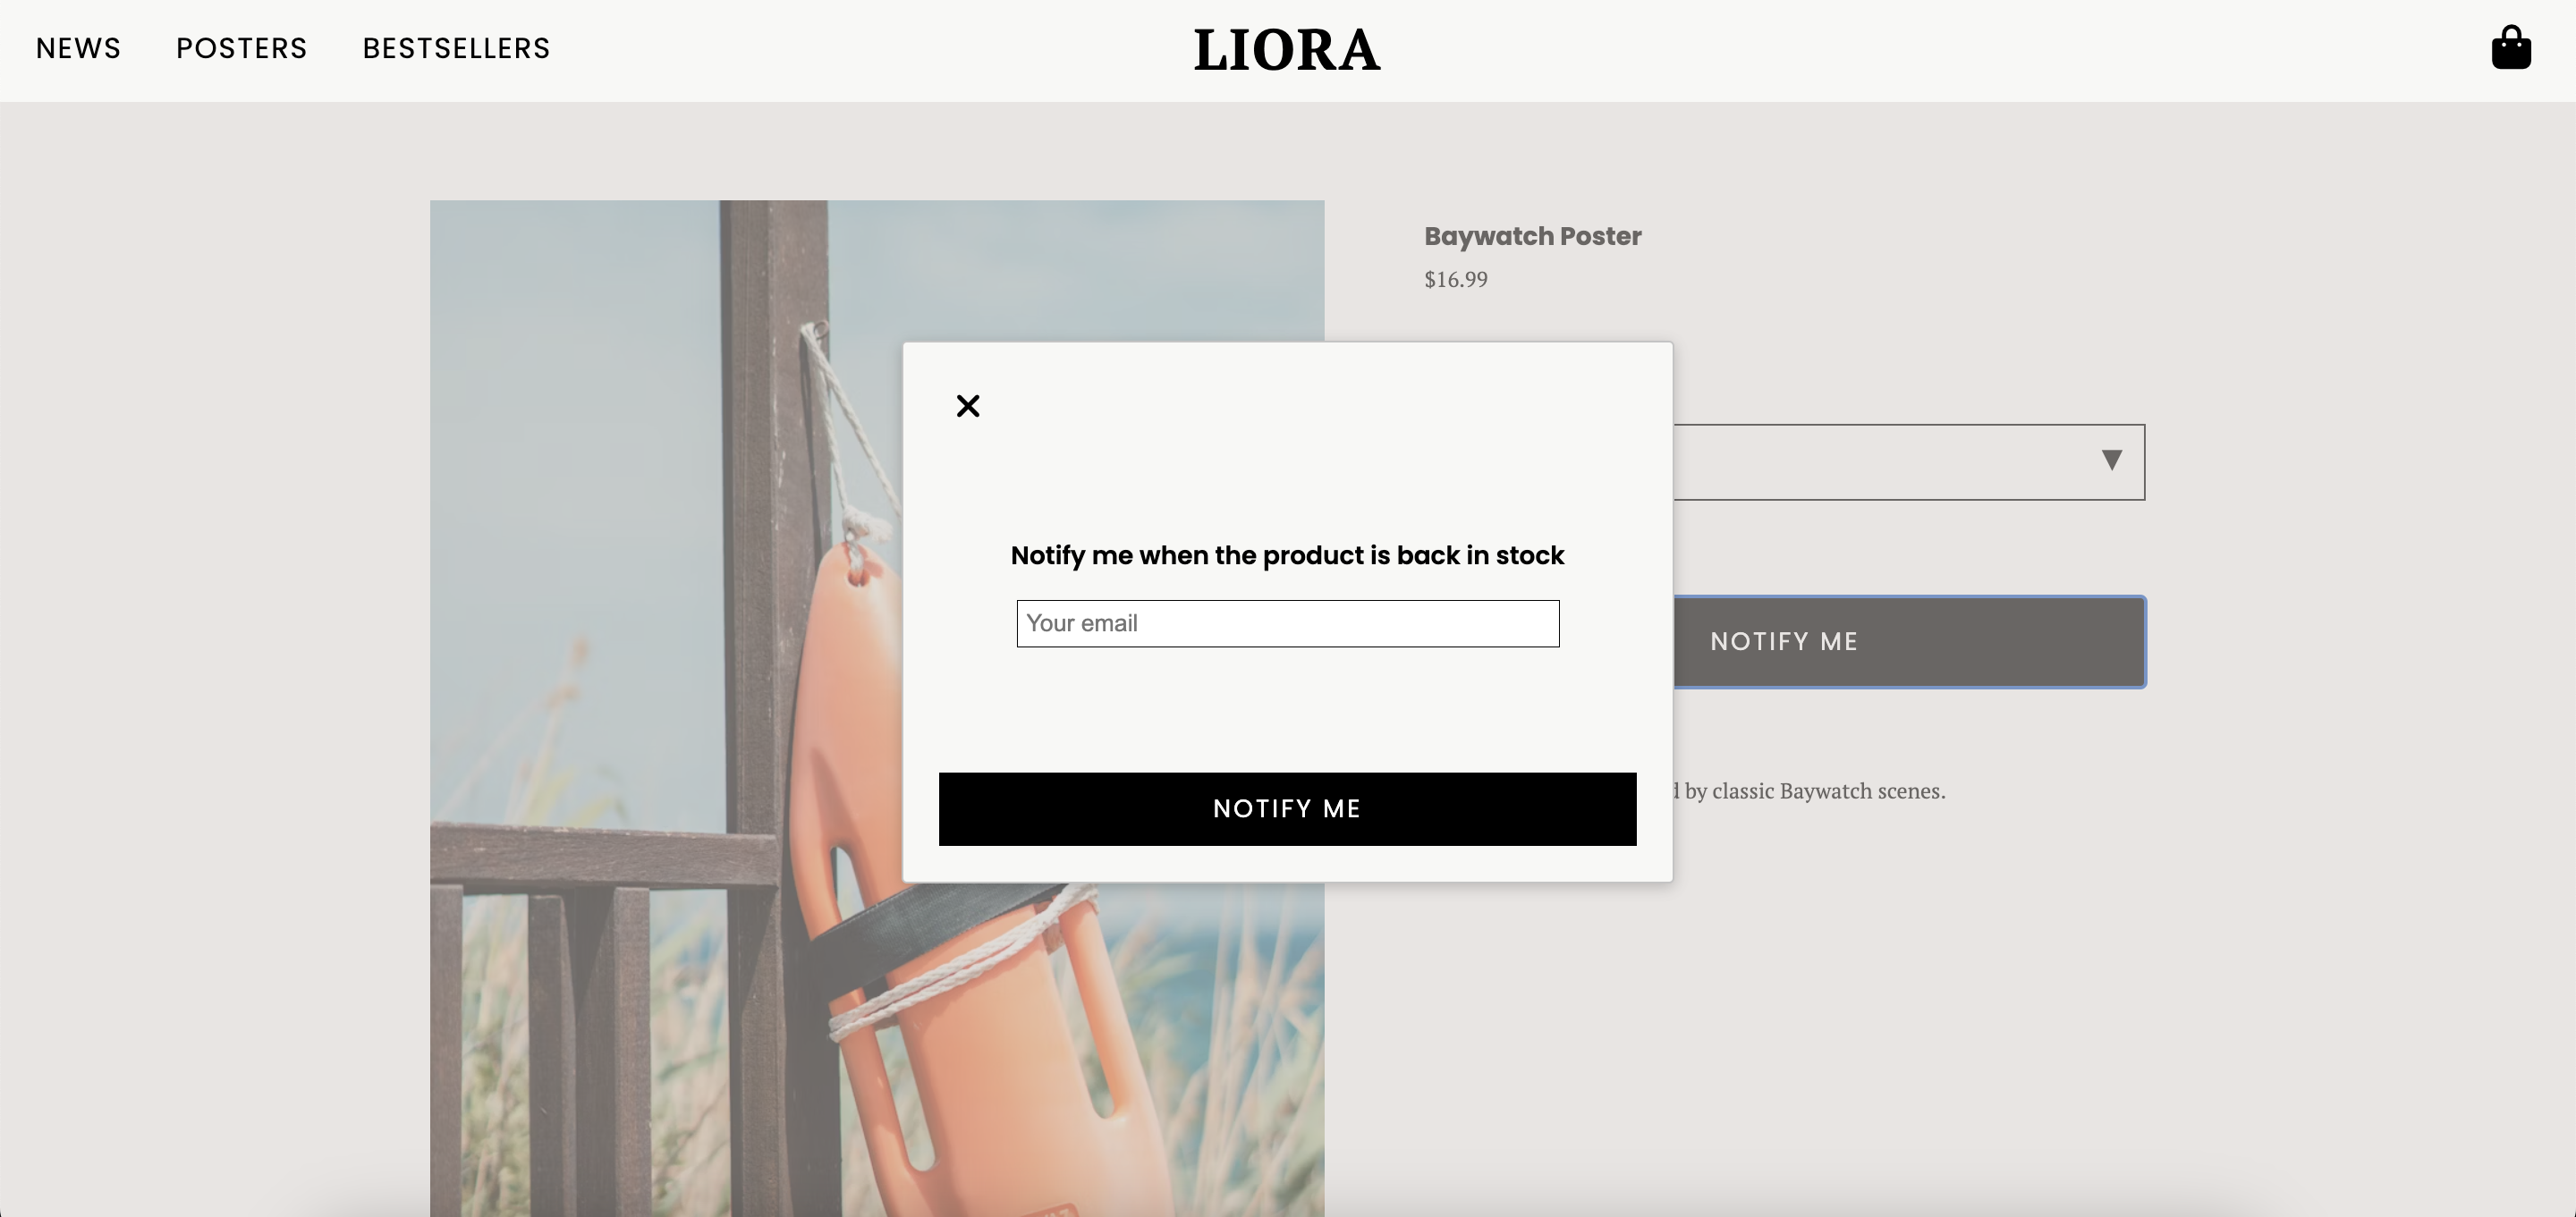 NEWS POSTERS BESTSELLERS LIORA
Baywatch Poster
$16.99
Notify me when the product is back in stock
Your email
NOTIFY ME
NOTIFY ME
by classic Baywatch scenes.